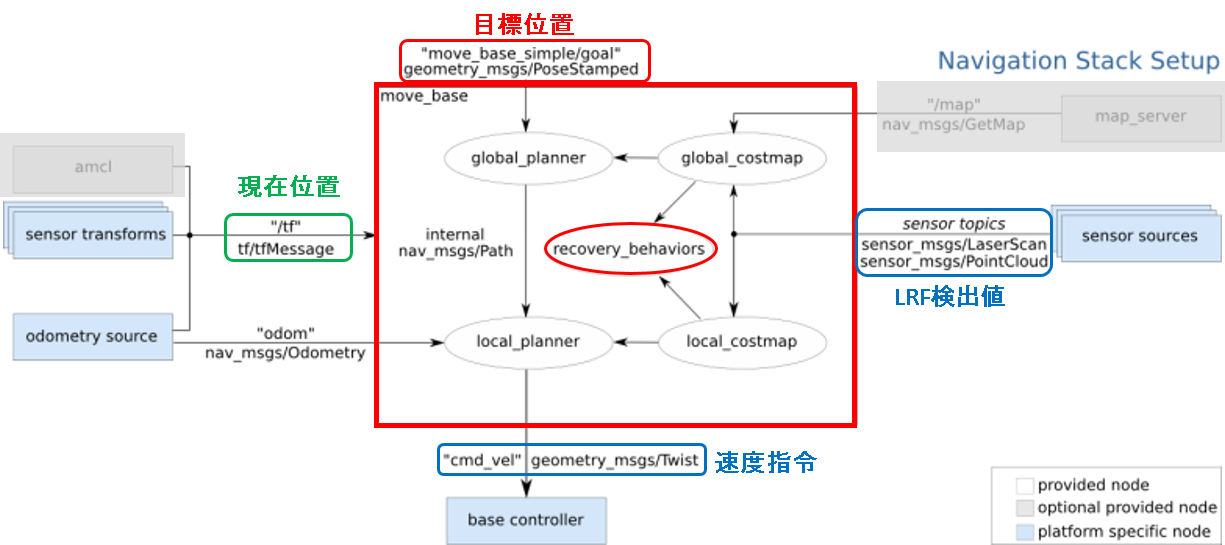 目標位置
"move_base_simple/goal"
geometry_msgs/PoseStamped
Navigation Stack Setup
move_base
"/map"
nav_msgs/GetMap
map_server
amcl
global_planner
global_costmap
現在位置
sensor transforms
"/tf"
tf/tfMessage
internal
nav_msgs/Path
recovery_behaviors
sensor topics
sensor_msgs/LaserScan
sensor_msgs/PointCloud
sensor sources
LRF検出値
odometry source
"odom"
nav_msgs/Odometry
local_planner
local_costmap
"cmd_vel" geometry_msgs/Twist
速度指令
base controller
provided node
optional provided node
platform specific node